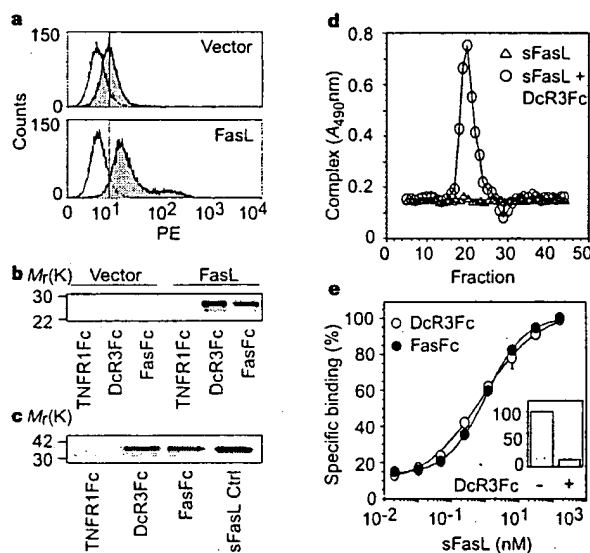 a
150
Vector
Counts
0
150
FasL
0
0 10¹ 10² 10³ 10⁴
PE
b Mr(K) Vector FasL
30
22
TNFR1Fc
DcR3Fc
FasFc
TNFR1Fc
DcR3Fc
FasFc
c Mr(K)
42
30
TNFR1Fc
DcR3Fc
FasFc
sFasL Ctrl
d
Complex (A490nm)
0.8
0.6
0.4
0.2
0
sFasL
sFasL +
DcR3Fc
0 10 20 30 40 50
Fraction
e
Specific binding (%)
100
80
60
40
20
0
DcR3Fc
FasFc
100
50
0
DcR3Fc - +
10⁻² 10⁻¹ 10⁰ 10¹ 10²
sFasL (nM)